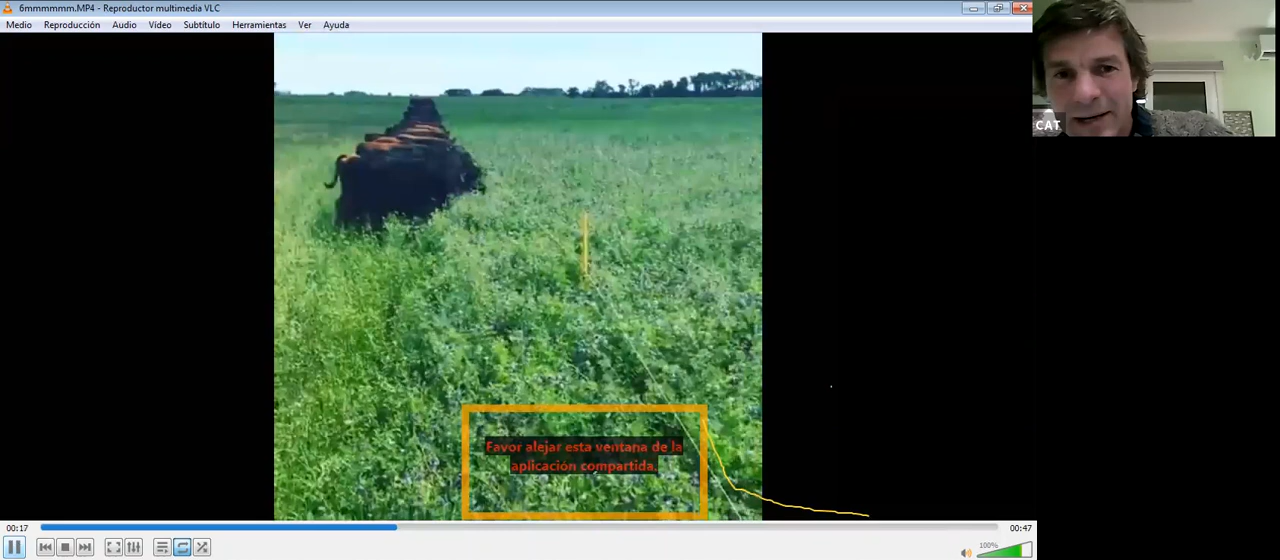 6mmmmmm.MP4 - Reproductor multimedia VLC
Medio Reproducción Audio Vídeo Subtítulo Herramientas Ver Ayuda
CAT
Favor alejar esta ventana de la
aplicación compartida.
00:17
00:47
100%